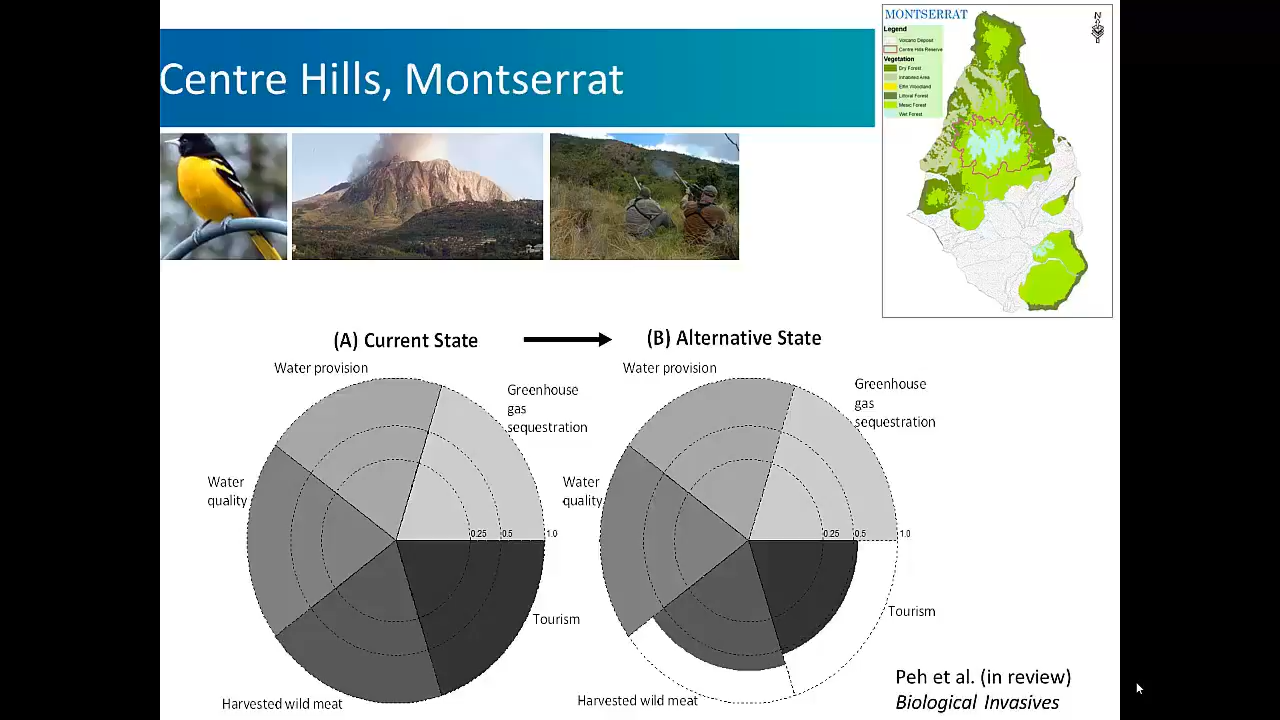 Centre Hills, Montserrat
MONTSERRAT
N
Legend
Volcano Deposit
Centre Hills Reserve
Vegetation
Dry Forest
Inhabited Area
Elfin Woodland
Littoral Forest
Mesic Forest
Wet Forest
(A) Current State
(B) Alternative State
Water provision
Greenhouse
gas
sequestration
Water
quality
0.25
0.5
1.0
Tourism
Harvested wild meat
Water provision
Greenhouse
gas
sequestration
Water
quality
0.25
0.5
1.0
Tourism
Harvested wild meat
Peh et al. (in review)
Biological Invasives